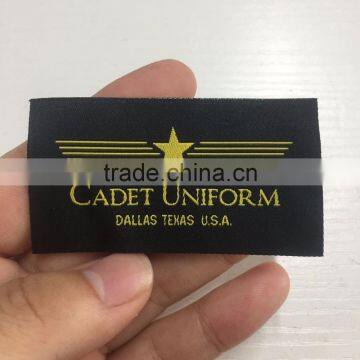 trade.china.cn
CADET UNIFORM
DALLAS TEXAS U.S.A.